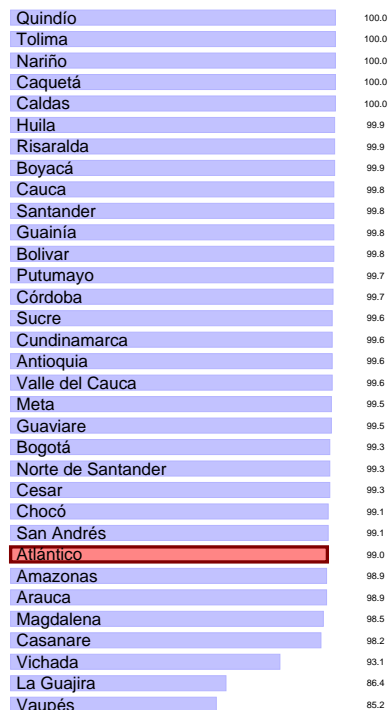 Quindío 100.0
Tolima 100.0
Nariño 100.0
Caquetá 100.0
Caldas 100.0
Huila 99.9
Risaralda 99.9
Boyacá 99.9
Cauca 99.8
Santander 99.8
Guainía 99.8
Bolivar 99.8
Putumayo 99.7
Córdoba 99.7
Sucre 99.6
Cundinamarca 99.6
Antioquia 99.6
Valle del Cauca 99.6
Meta 99.5
Guaviare 99.5
Bogotá 99.3
Norte de Santander 99.3
Cesar 99.3
Chocó 99.1
San Andrés 99.1
Atlántico 99.0
Amazonas 98.9
Arauca 98.9
Magdalena 98.5
Casanare 98.2
Vichada 93.1
La Guajira 86.4
Vaupés 85.2